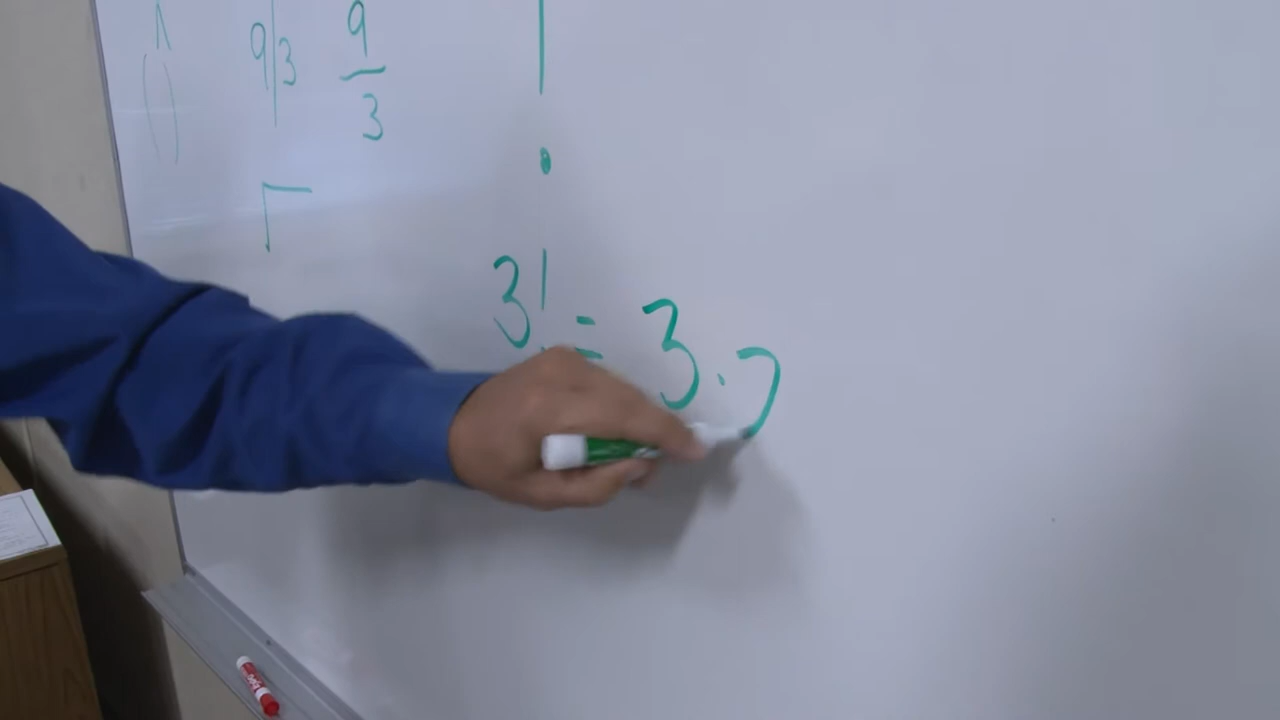 ^ 9|3 9/3
( ) √
!
3! = 3 · 2